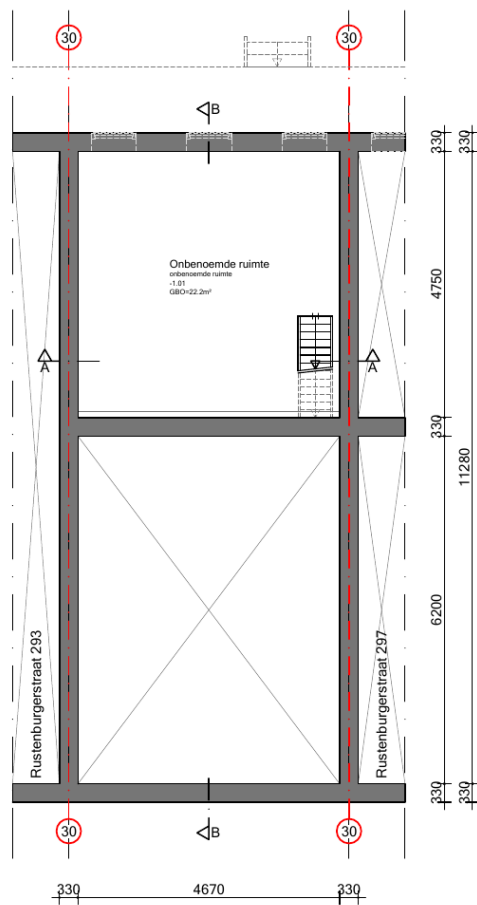 30
30
B
Onbenoemde ruimte
onbenoemde ruimte
-1.01
GBO=22.2m²
A
A
330
330
4750
330
11280
6200
330
330
Rustenburgerstraat 293
Rustenburgerstraat 297
30
B
30
330
4670
330